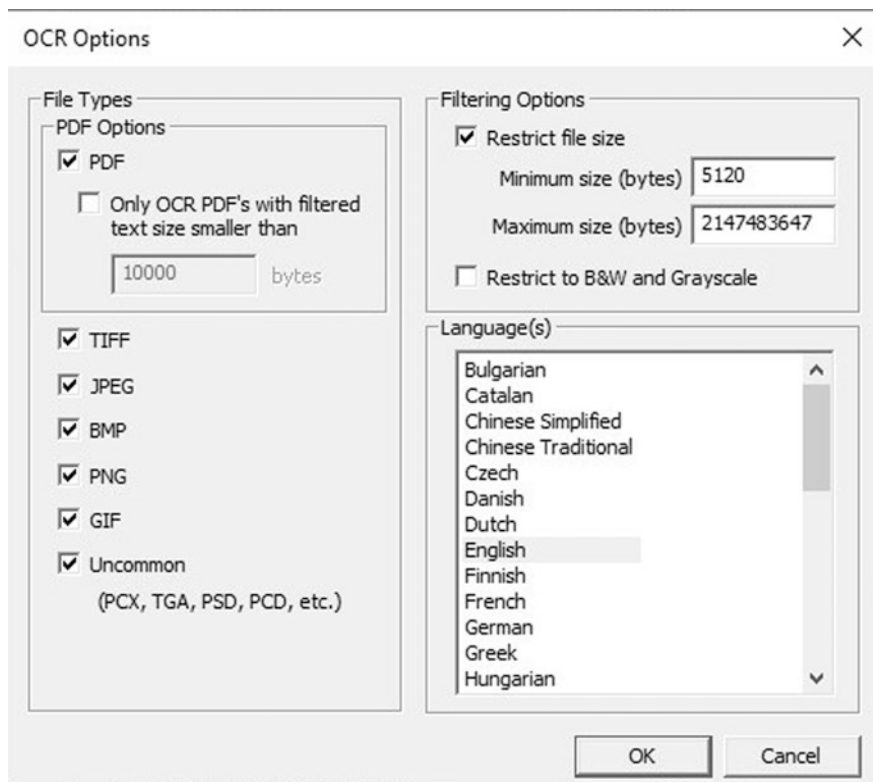 OCR Options
File Types
PDF Options
PDF
Only OCR PDF's with filtered
text size smaller than
10000 bytes
TIFF
JPEG
BMP
PNG
GIF
Uncommon
(PCX, TGA, PSD, PCD, etc.)
Filtering Options
Restrict file size
Minimum size (bytes) 5120
Maximum size (bytes) 2147483647
Restrict to B&W and Grayscale
Language(s)
Bulgarian
Catalan
Chinese Simplified
Chinese Traditional
Czech
Danish
Dutch
English
Finnish
French
German
Greek
Hungarian
OK Cancel